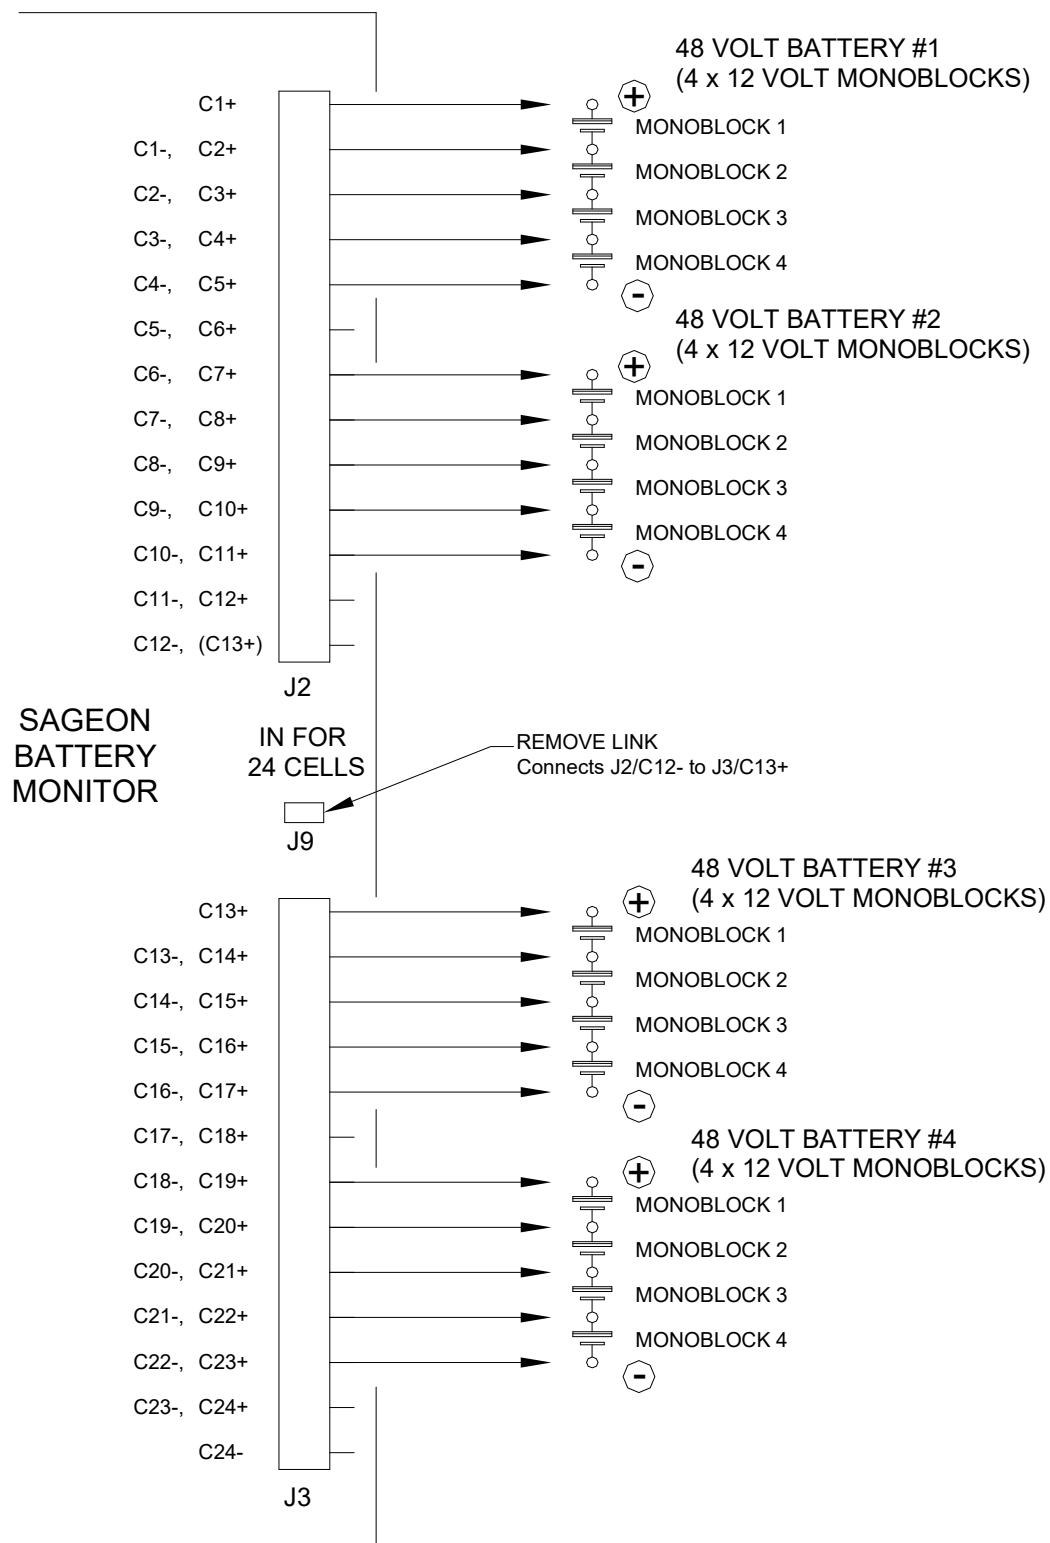 48 VOLT BATTERY #1
(4 x 12 VOLT MONOBLOCKS)
+
C1+
MONOBLOCK 1
C1-, C2+
MONOBLOCK 2
C2-, C3+
MONOBLOCK 3
C3-, C4+
MONOBLOCK 4
C4-, C5+
-
48 VOLT BATTERY #2
(4 x 12 VOLT MONOBLOCKS)
C5-, C6+
+
C6-, C7+
MONOBLOCK 1
C7-, C8+
MONOBLOCK 2
C8-, C9+
MONOBLOCK 3
C9-, C10+
MONOBLOCK 4
C10-, C11+
-
C11-, C12+
C12-, (C13+)
J2
SAGEON
BATTERY
MONITOR
IN FOR
24 CELLS
REMOVE LINK
Connects J2/C12- to J3/C13+
J9
48 VOLT BATTERY #3
(4 x 12 VOLT MONOBLOCKS)
+
C13+
MONOBLOCK 1
C13-, C14+
MONOBLOCK 2
C14-, C15+
MONOBLOCK 3
C15-, C16+
MONOBLOCK 4
C16-, C17+
-
48 VOLT BATTERY #4
(4 x 12 VOLT MONOBLOCKS)
C17-, C18+
+
C18-, C19+
MONOBLOCK 1
C19-, C20+
MONOBLOCK 2
C20-, C21+
MONOBLOCK 3
C21-, C22+
MONOBLOCK 4
C22-, C23+
-
C23-, C24+
C24-
J3